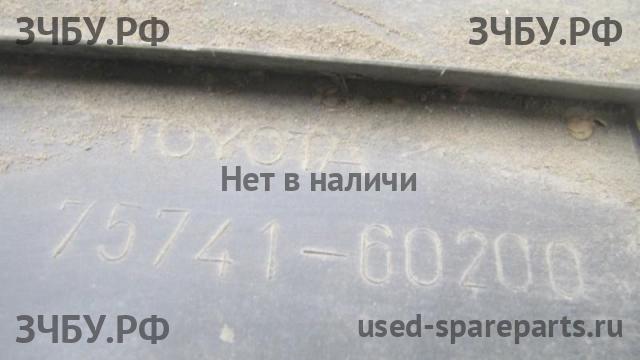 ЗЧБУ.РФ ЗЧБУ.РФ
TOYOTA
Нет в наличи
75741-60200
ЗЧБУ.РФ used-spareparts.ru